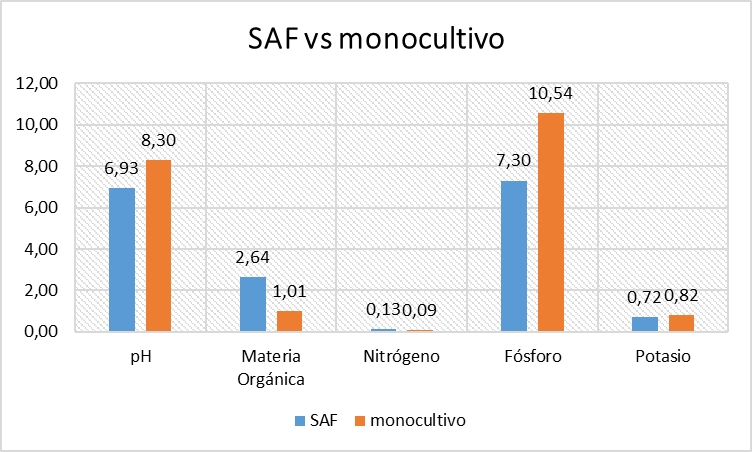 SAF vs monocultivo
12,00
10,00
8,00
6,00
4,00
2,00
0,00
6,93
8,30
2,64
1,01
0,13
0,09
7,30
10,54
0,72
0,82
pH
Materia
Orgánica
Nitrógeno
Fósforo
Potasio
SAF
monocultivo